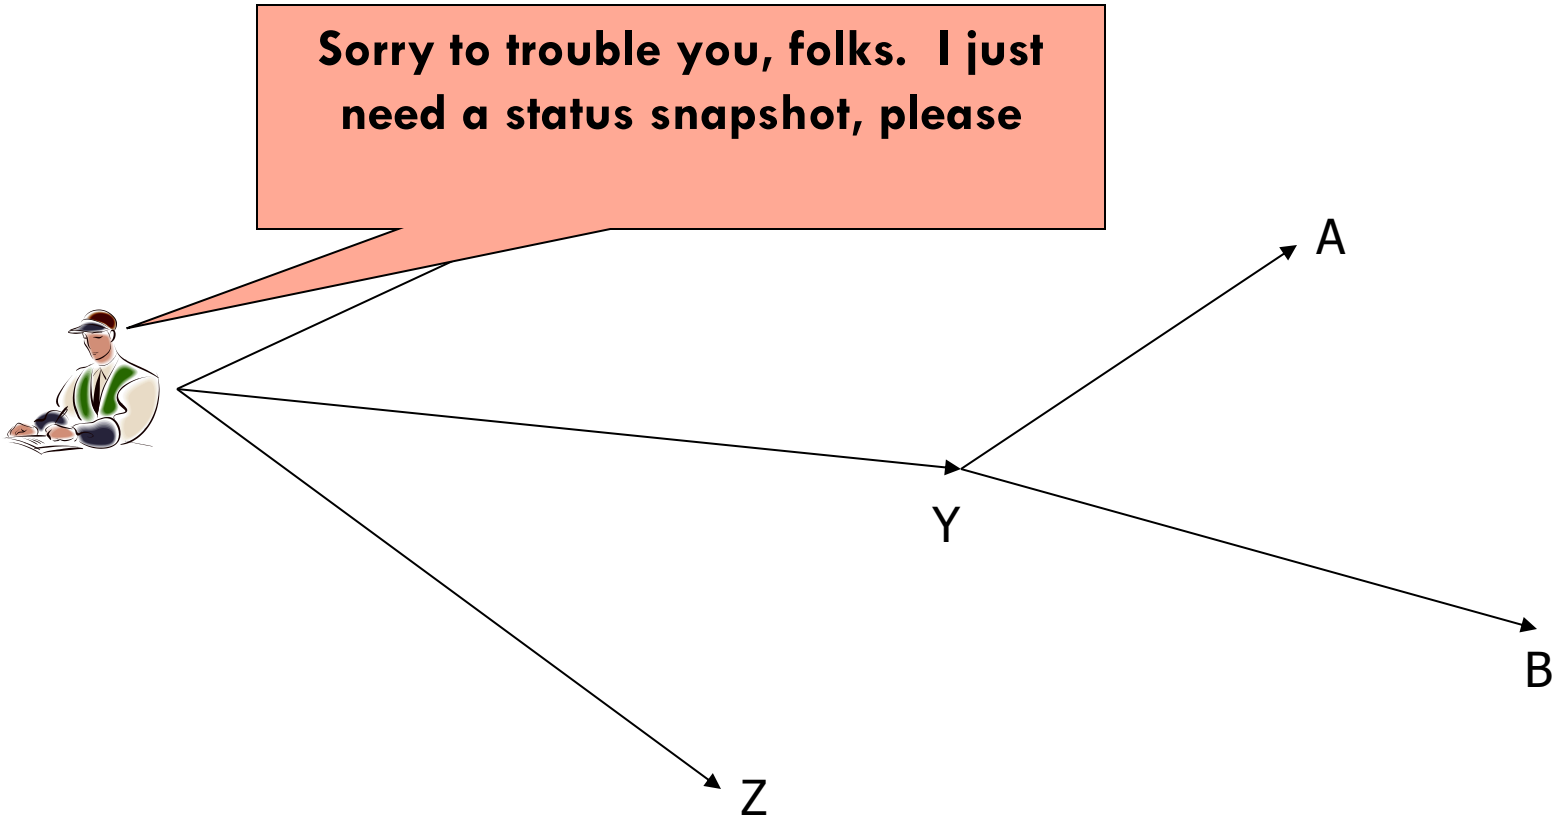 Sorry to trouble you, folks.  I just
need a status snapshot, please
A
Y
B
Z